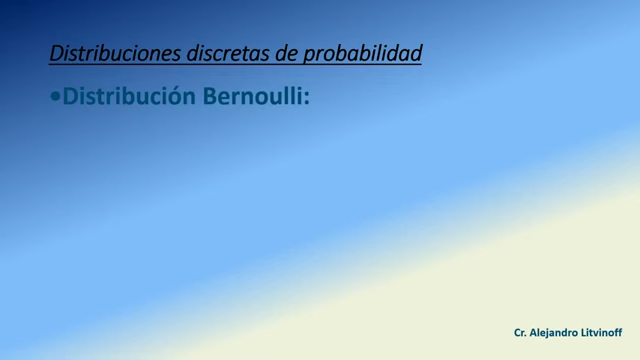 Distribuciones discretas de probabilidad
•Distribución Bernoulli:
Cr. Alejandro Litvinoff